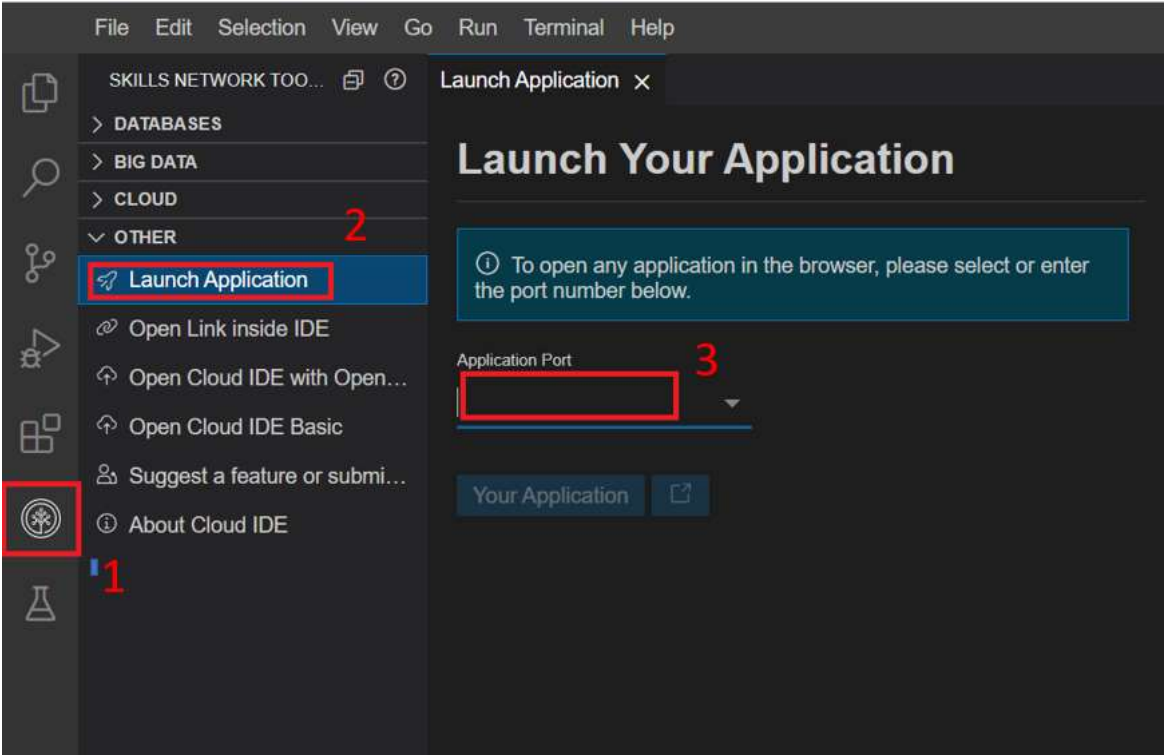 File Edit Selection View Go Run Terminal Help
SKILLS NETWORK TOO...
Launch Application
DATABASES
BIG DATA
CLOUD
OTHER
2
Launch Application
Open Link inside IDE
Open Cloud IDE with Open...
Open Cloud IDE Basic
Suggest a feature or submi...
About Cloud IDE
1
Launch Your Application
To open any application in the browser, please select or enter
the port number below.
Application Port
3
Your Application